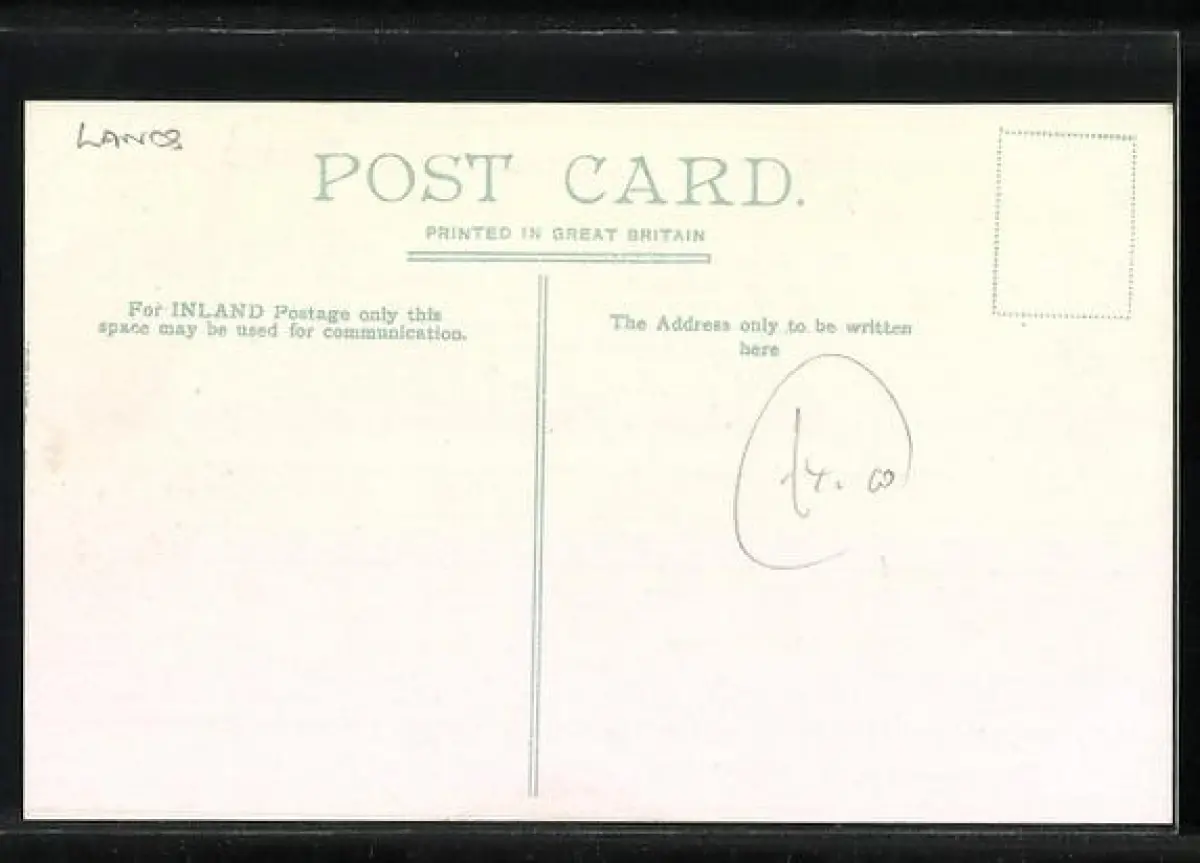 LANCS
POST CARD.
PRINTED IN GREAT BRITAIN
For INLAND Postage only this
space may be used for communication.
The Address only to be written
here